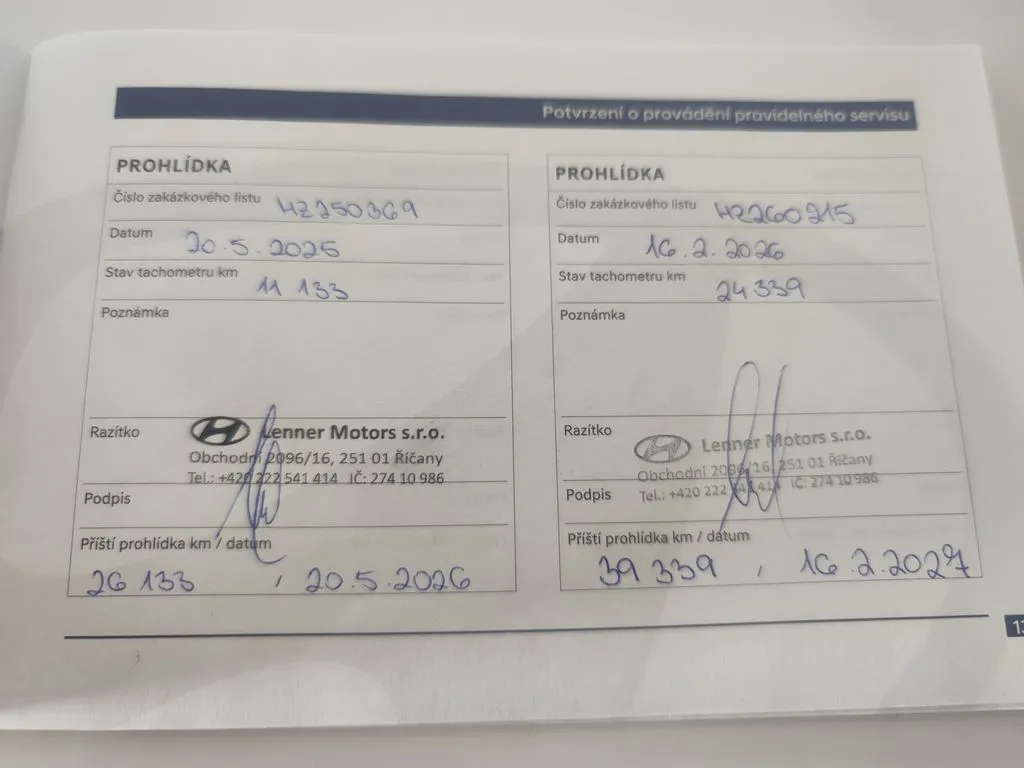 Potvrzení o provádění pravidelného servisu
PROHLÍDKA
Číslo zakázkového listu HZ250369
Datum 20.5.2025
Stav tachometru km 11 133
Poznámka
Razítko Lenner Motors s.r.o.
Obchodní 2096/16, 251 01 Říčany
Tel.: +420 222 541 414 IČ: 274 10 986
Podpis
Příští prohlídka km / datum
26 133 , 20.5.2026
PROHLÍDKA
Číslo zakázkového listu HZ260215
Datum 16.2.2026
Stav tachometru km 24 339
Poznámka
Razítko Lenner Motors s.r.o.
Obchodní 2096/16, 251 01 Říčany
Tel.: +420 222 541 414 IČ: 274 10 986
Podpis
Příští prohlídka km / datum
39 339 , 16.2.2027